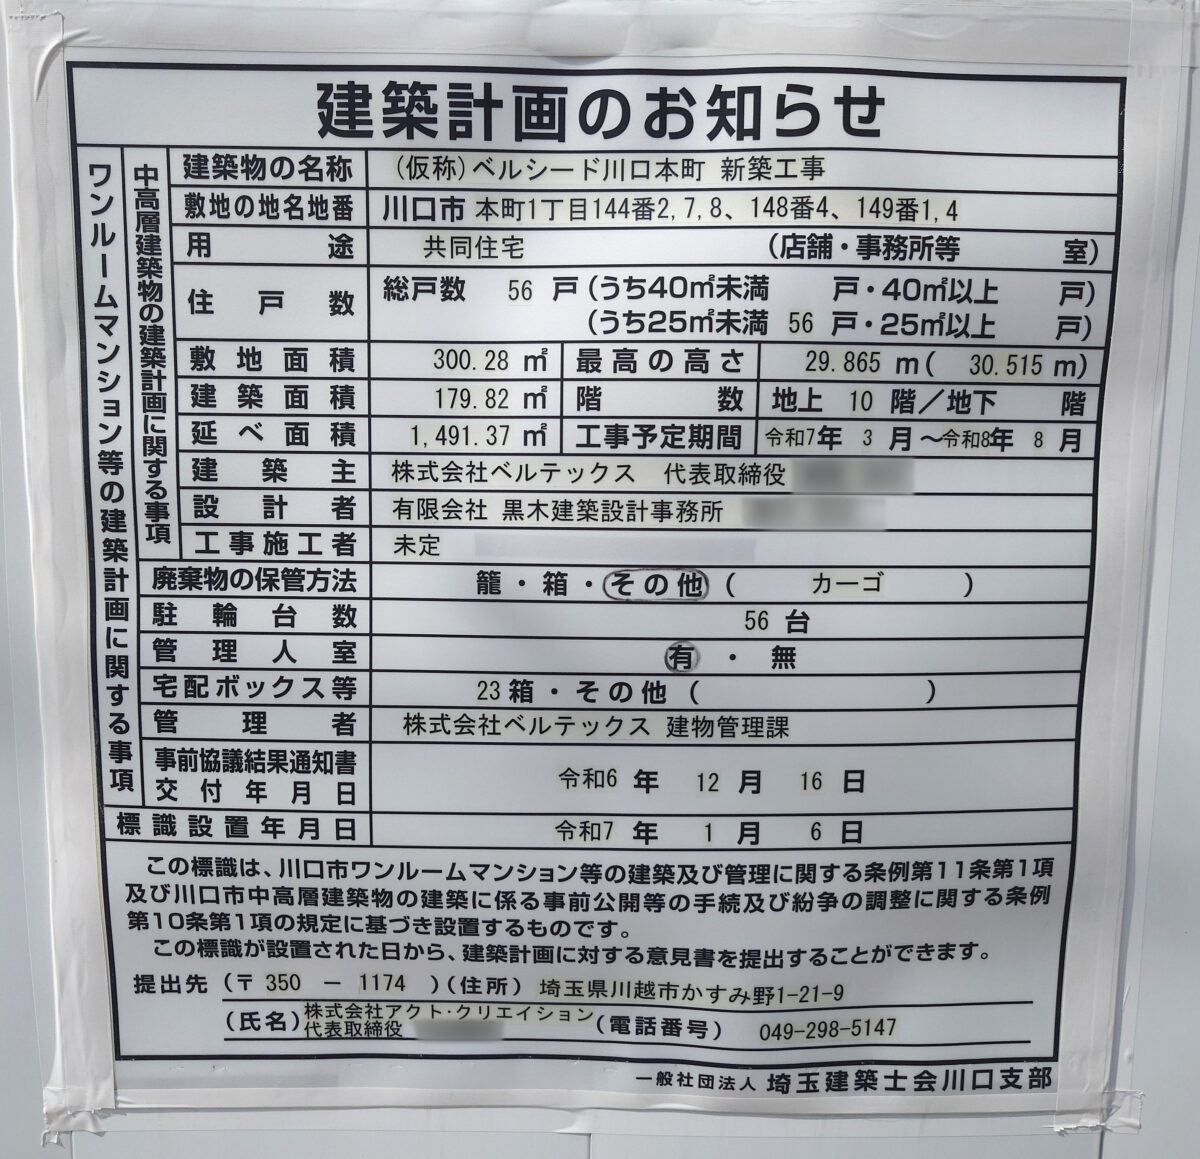 建築計画のお知らせ
ワンルームマンション等の建築計画に関する事項
中高層建築物の建築計画に関する事項
建築物の名称 (仮称)ベルシード川口本町 新築工事
敷地の地名地番 川口市 本町1丁目144番2,7,8、148番4、149番1,4
用途 共同住宅 (店舗・事務所等 室)
住戸数 総戸数 56 戸(うち40㎡未満 戸・40㎡以上 戸)
(うち25㎡未満 56 戸・25㎡以上 戸)
敷地面積 300.28 ㎡ 最高の高さ 29.865 m( 30.515 m)
建築面積 179.82 ㎡ 階数 地上 10 階/地下 階
延べ面積 1,491.37 ㎡ 工事予定期間 令和7年 3 月~令和8年 8 月
建築主 株式会社ベルテックス 代表取締役
設計者 有限会社 黒木建築設計事務所
工事施工者 未定
廃棄物の保管方法 籠・箱・その他( カーゴ )
駐輪台数 56 台
管理人室 有・無
宅配ボックス等 23 箱・その他( )
管理者 株式会社ベルテックス 建物管理課
事前協議結果通知書
交付年月日 令和6 年 12 月 16 日
標識設置年月日 令和7 年 1 月 6 日
この標識は、川口市ワンルームマンション等の建築及び管理に関する条例第11条第1項
及び川口市中高層建築物の建築に係る事前公開等の手続及び紛争の調整に関する条例
第10条第1項の規定に基づき設置するものです。
この標識が設置された日から、建築計画に対する意見書を提出することができます。
提出先 (〒 350 - 1174 )(住所) 埼玉県川越市かすみ野1-21-9
(氏名) 株式会社アクト・クリエイション
代表取締役 (電話番号) 049-298-5147
一般社団法人 埼玉建築士会川口支部